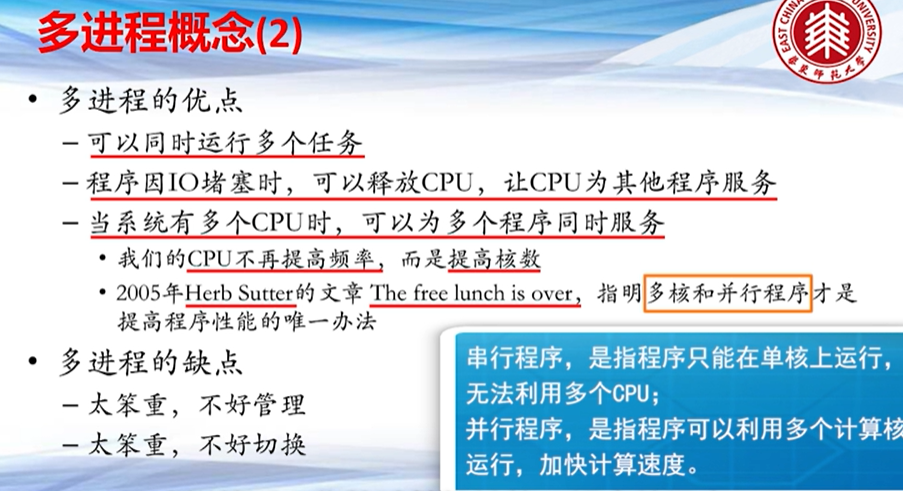 多进程概念(2)
EAST CHINA UNIVERSITY
华东师范大学
• 多进程的优点
– 可以同时运行多个任务
– 程序因IO堵塞时，可以释放CPU，让CPU为其他程序服务
– 当系统有多个CPU时，可以为多个程序同时服务
• 我们的CPU不再提高频率，而是提高核数
• 2005年Herb Sutter的文章 The free lunch is over，指明多核和并行程序才是
提高程序性能的唯一办法
• 多进程的缺点
– 太笨重，不好管理
– 太笨重，不好切换
串行程序，是指程序只能在单核上运行，
无法利用多个CPU；
并行程序，是指程序可以利用多个计算核
运行，加快计算速度。